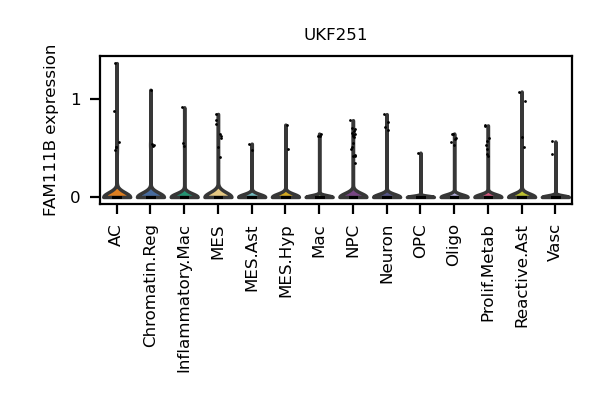 UKF251
FAM111B expression
1
0
AC
Chromatin.Reg
Inflammatory.Mac
MES
MES.Ast
MES.Hyp
Mac
NPC
Neuron
OPC
Oligo
Prolif.Metab
Reactive.Ast
Vasc